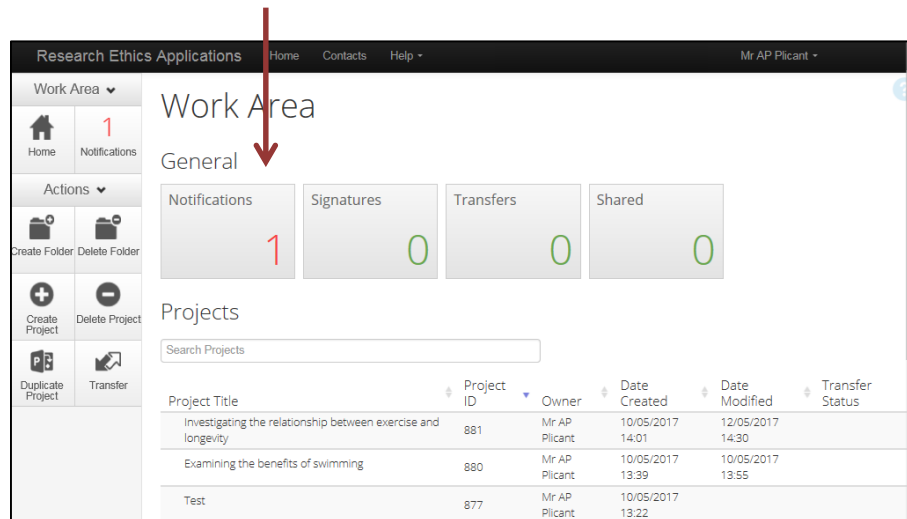 Research Ethics Applications Home Contacts Help Mr AP Plicant
Work Area
Home
1
Notifications
Actions
Create Folder
Delete Folder
Create
Project
Delete Project
Duplicate
Project
Transfer
Work Area
General
Notifications
1
Signatures
0
Transfers
0
Shared
0
Projects
Search Projects
Project Title
Project
ID
Owner
Date
Created
Date
Modified
Transfer
Status
Investigating the relationship between exercise and
longevity
881
Mr AP
Plicant
10/05/2017
14:01
12/05/2017
14:30
Examining the benefits of swimming
880
Mr AP
Plicant
10/05/2017
13:39
10/05/2017
13:55
Test
877
Mr AP
Plicant
10/05/2017
13:22